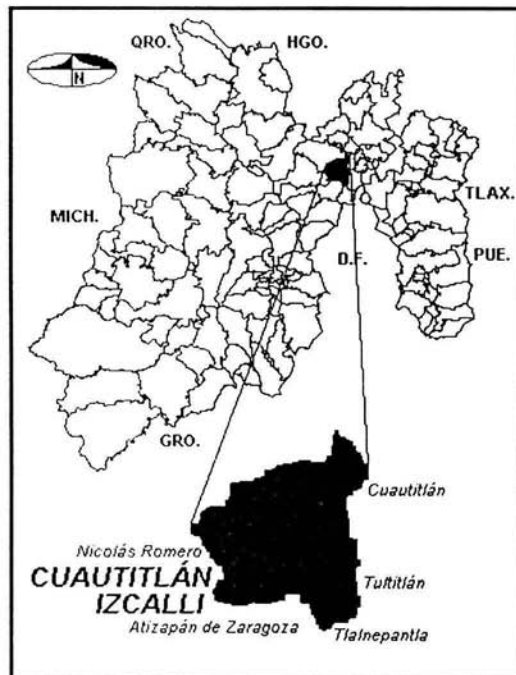 QRO.
HGO.
N
TLAX.
MICH.
D.F.
PUE.
GRO.
Cuautitlán
Nicolás Romero
CUAUTITLÁN
IZCALLI
Tultitlán
Atizapán de Zaragoza
Tlalnepantla